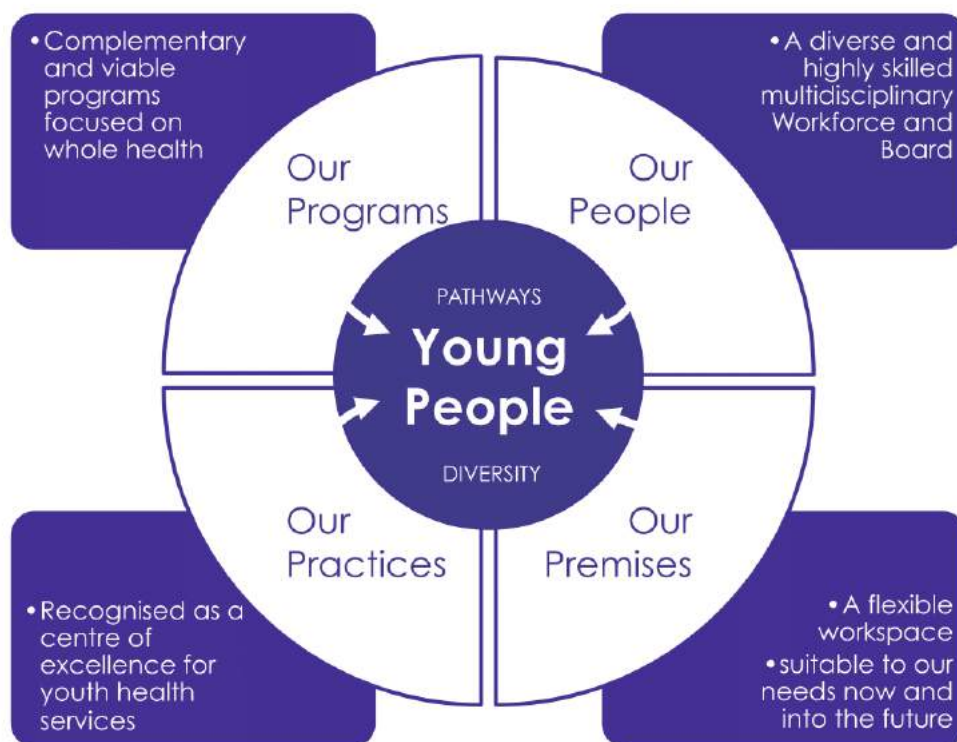 •Complementary
and viable
programs
focused on
whole health
•A diverse and
highly skilled
multidisciplinary
Workforce and
Board
Our
Programs
Our
People
PATHWAYS
Young
People
DIVERSITY
Our
Practices
Our
Premises
•Recognised as a
centre of
excellence for
youth health
services
•A flexible
workspace
•suitable to our
needs now and
into the future